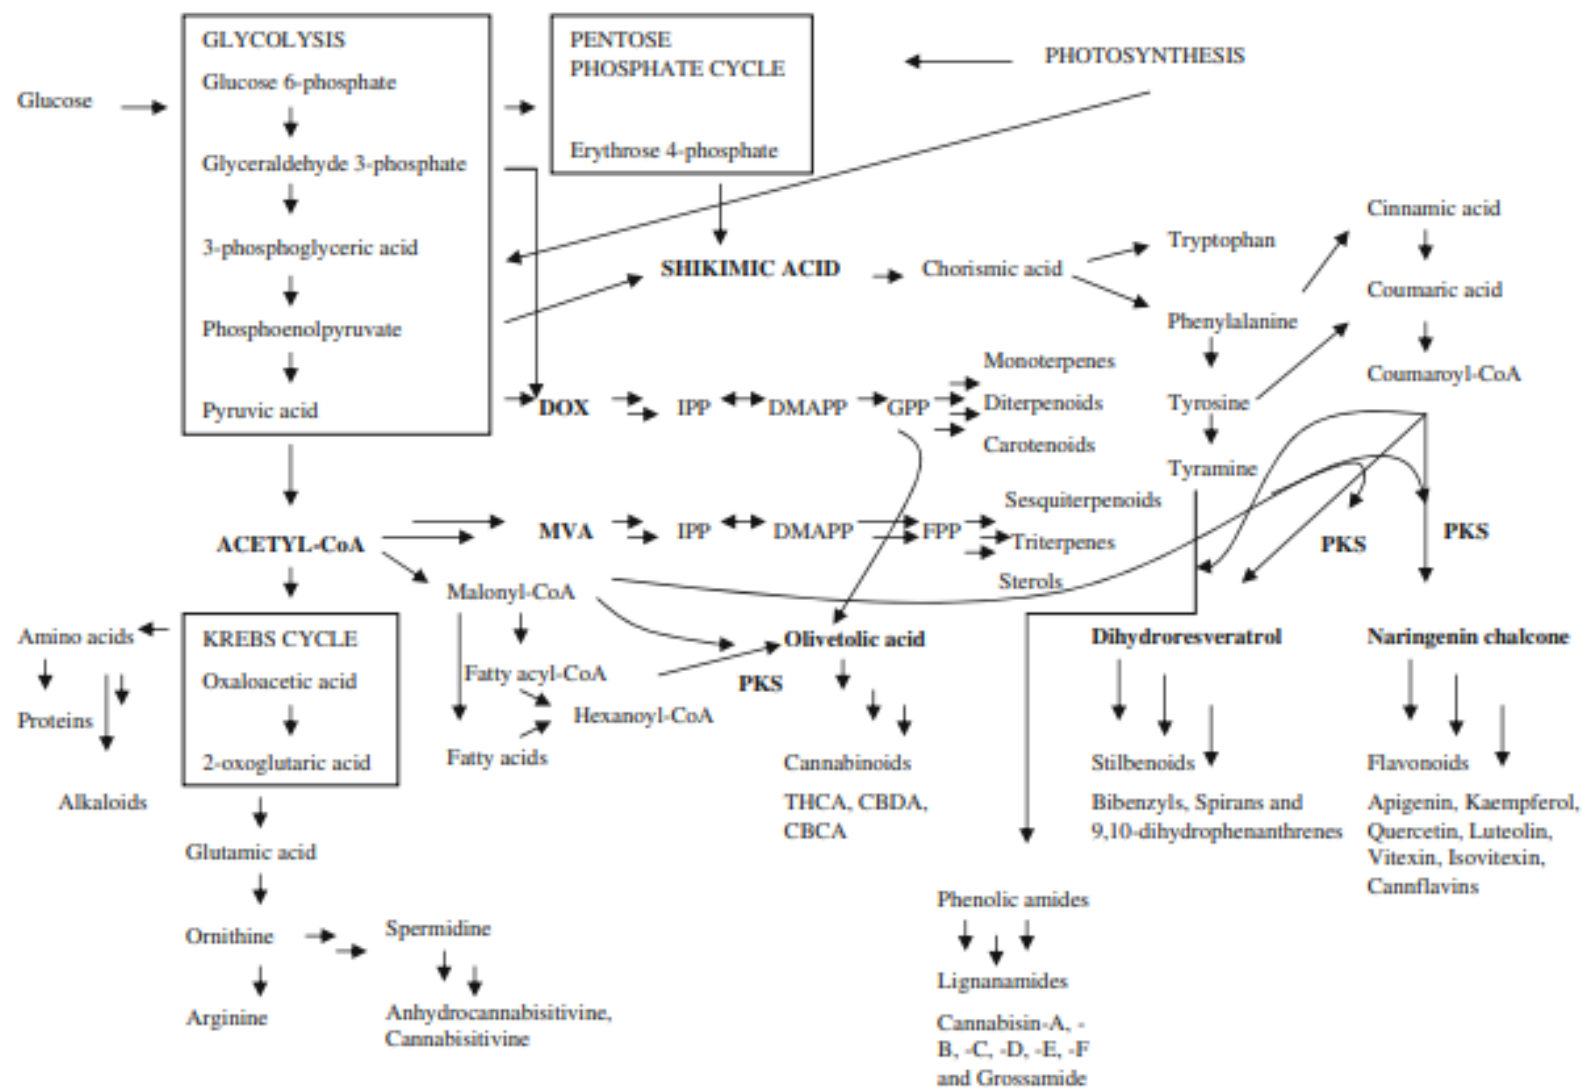 GLYCOLYSIS
Glucose 6-phosphate
Glyceraldehyde 3-phosphate
3-phosphoglyceric acid
Phosphoenolpyruvate
Pyruvic acid
Glucose
PENTOSE
PHOSPHATE CYCLE
Erythrose 4-phosphate
PHOTOSYNTHESIS
SHIKIMIC ACID
Chorismic acid
Tryptophan
Phenylalanine
Tyrosine
Tyramine
Cinnamic acid
Coumaric acid
Coumaroyl-CoA
DOX
IPP
DMAPP
GPP
Monoterpenes
Diterpenoids
Carotenoids
ACETYL-CoA
MVA
IPP
DMAPP
FPP
Sesquiterpenoids
Triterpenes
Sterols
PKS
PKS
Malonyl-CoA
Fatty acyl-CoA
Hexanoyl-CoA
Fatty acids
PKS
Olivetolic acid
Cannabinoids
THCA, CBDA,
CBCA
Dihydroresveratrol
Stilbenoids
Bibenzyls, Spirans and
9,10-dihydrophenanthrenes
Naringenin chalcone
Flavonoids
Apigenin, Kaempferol,
Quercetin, Luteolin,
Vitexin, Isovitexin,
Cannflavins
KREBS CYCLE
Oxaloacetic acid
2-oxoglutaric acid
Amino acids
Proteins
Alkaloids
Glutamic acid
Ornithine
Arginine
Spermidine
Anhydrocannabisitivine,
Cannabisitivine
Phenolic amides
Lignanamides
Cannabisin-A, -
B, -C, -D, -E, -F
and Grossamide